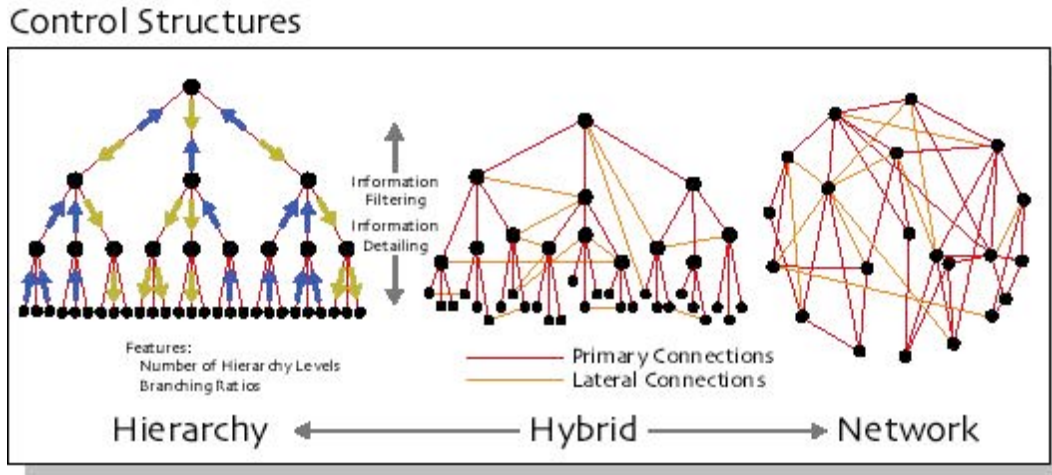 Control Structures
Information
Filtering
Information
Detailing
Features:
Number of Hierarchy Levels
Branching Ratios
Primary Connections
Lateral Connections
Hierarchy
Hybrid
Network